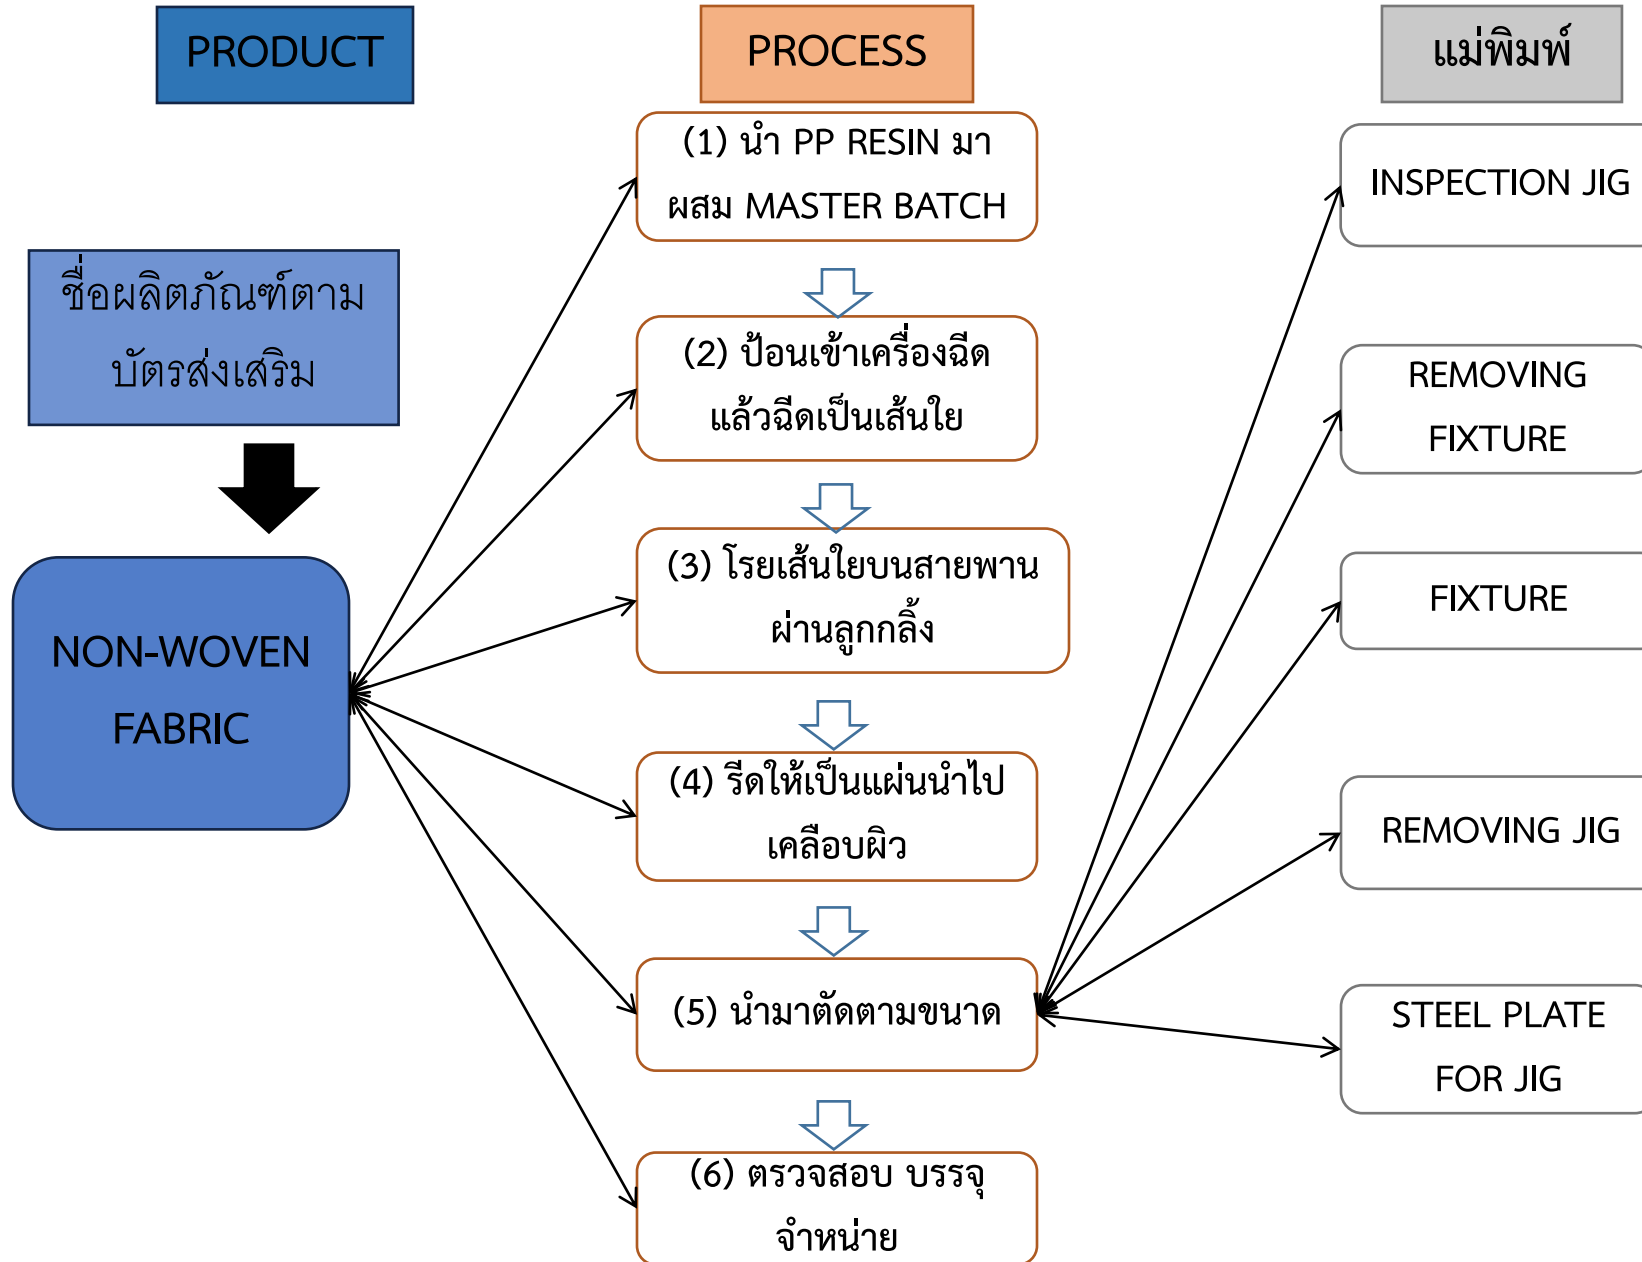 PRODUCT
PROCESS
แม่พิมพ์
ชื่อผลิตภัณฑ์ตาม
บัตรส่งเสริม
NON-WOVEN
FABRIC
(1) นำ PP RESIN มา
ผสม MASTER BATCH
(2) ป้อนเข้าเครื่องฉีด
แล้วฉีดเป็นเส้นใย
(3) โรยเส้นใยบนสายพาน
ผ่านลูกกลิ้ง
(4) รีดให้เป็นแผ่นนำไป
เคลือบผิว
(5) นำมาตัดตามขนาด
(6) ตรวจสอบ บรรจุ
จำหน่าย
INSPECTION JIG
REMOVING
FIXTURE
FIXTURE
REMOVING JIG
STEEL PLATE
FOR JIG